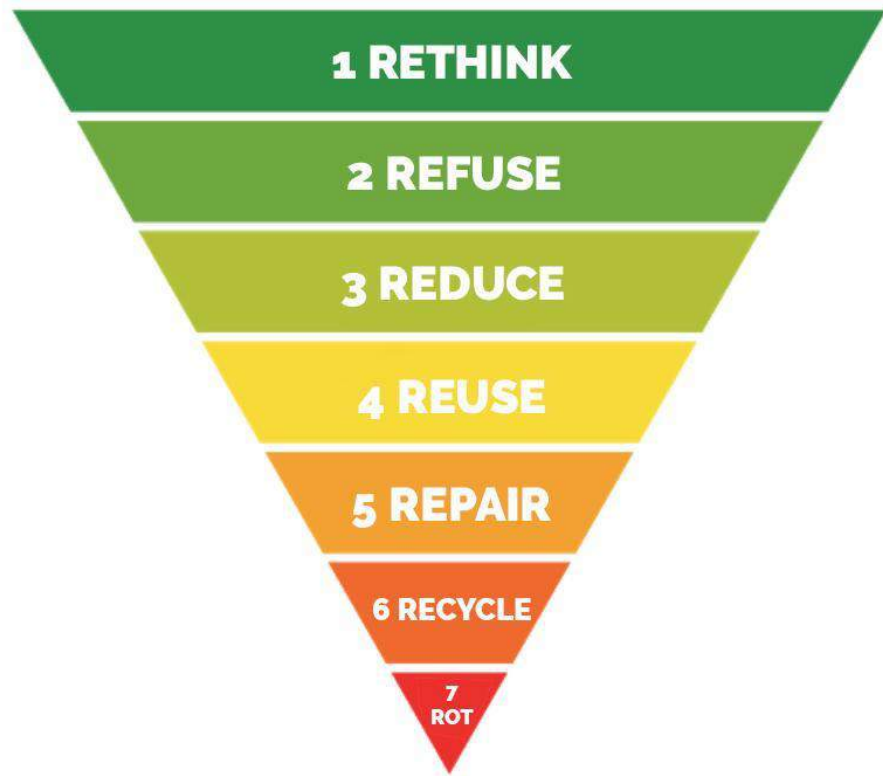 1 RETHINK
2 REFUSE
3 REDUCE
4 REUSE
5 REPAIR
6 RECYCLE
7
ROT